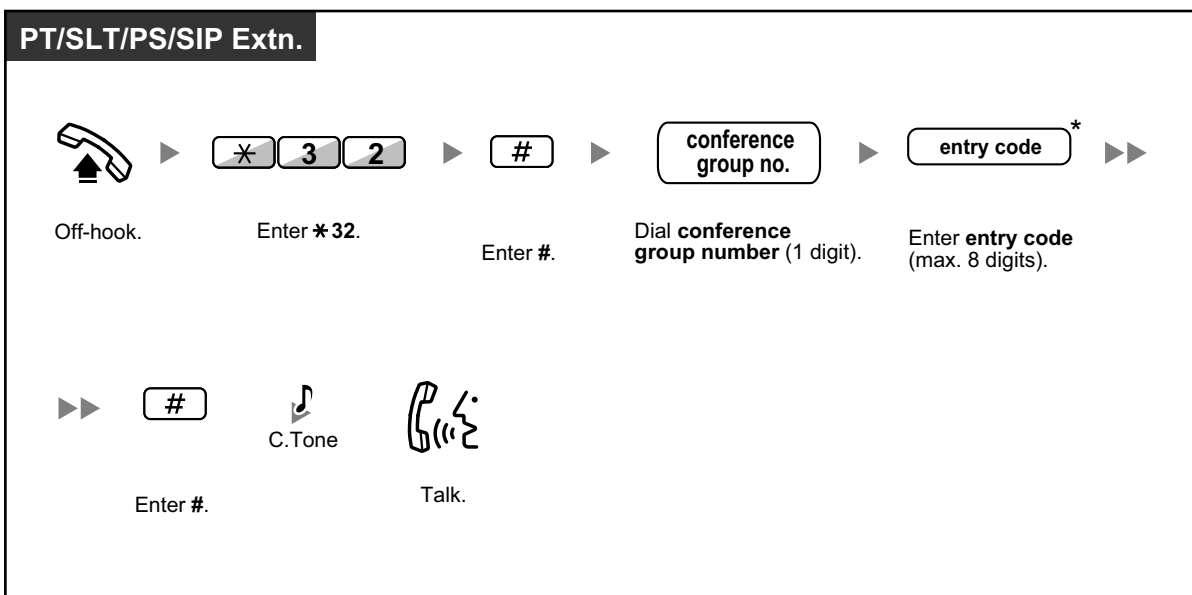 PT/SLT/PS/SIP Extn.
* 3 2
#
conference
group no.
entry code*
Off-hook.
Enter *32.
Enter #.
Dial conference
group number (1 digit).
Enter entry code
(max. 8 digits).
#
C.Tone
Enter #.
Talk.